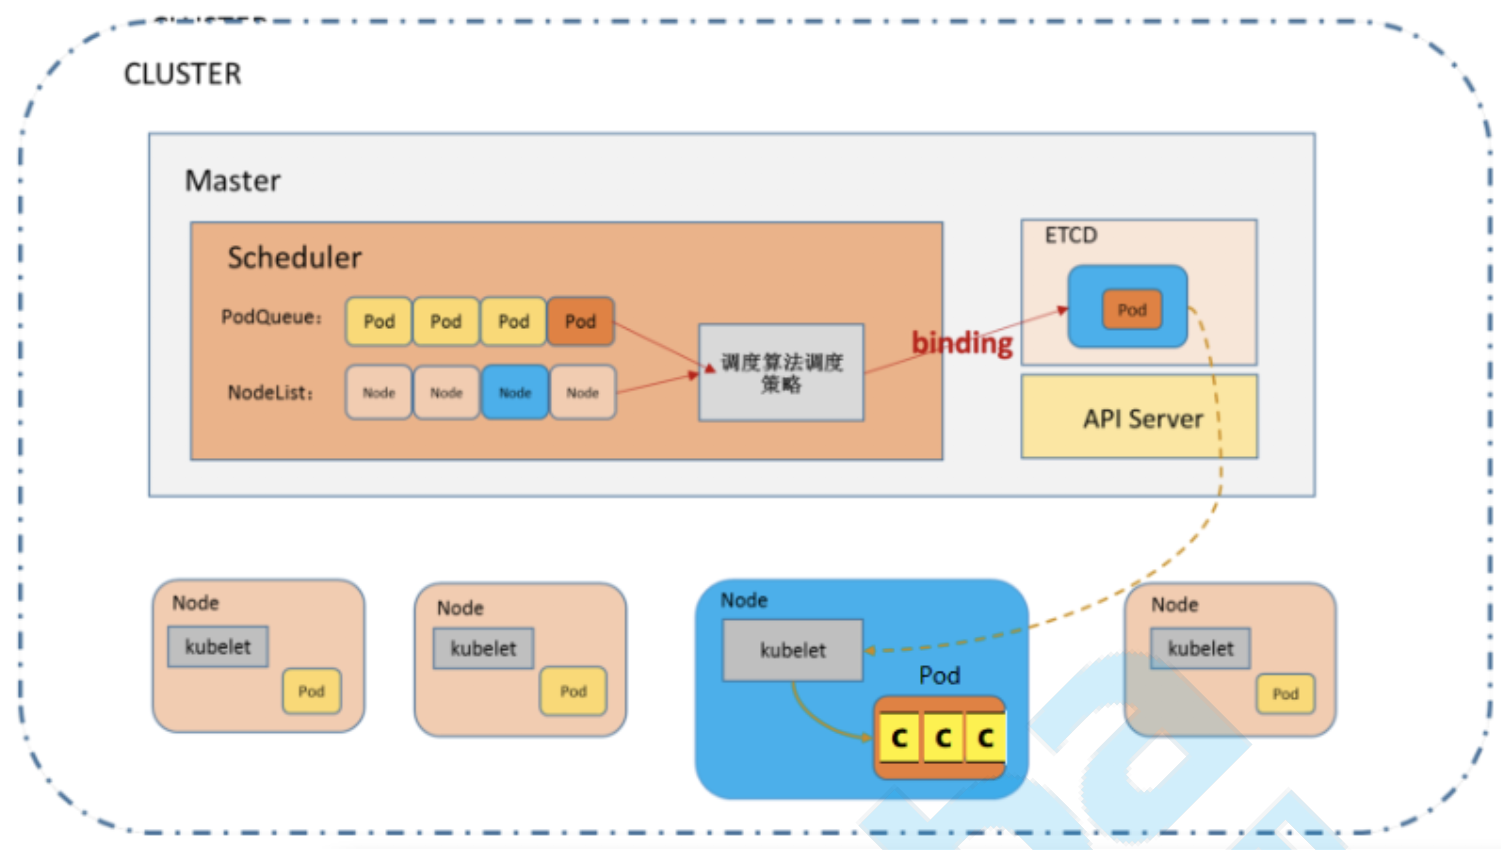 CLUSTER
Master
Scheduler
PodQueue:
Pod Pod Pod Pod
NodeList:
Node Node Node Node
调度算法调度
策略
binding
ETCD
Pod
API Server
Node
kubelet
Pod
Node
kubelet
Pod
Node
kubelet
Pod
C C C
Node
kubelet
Pod